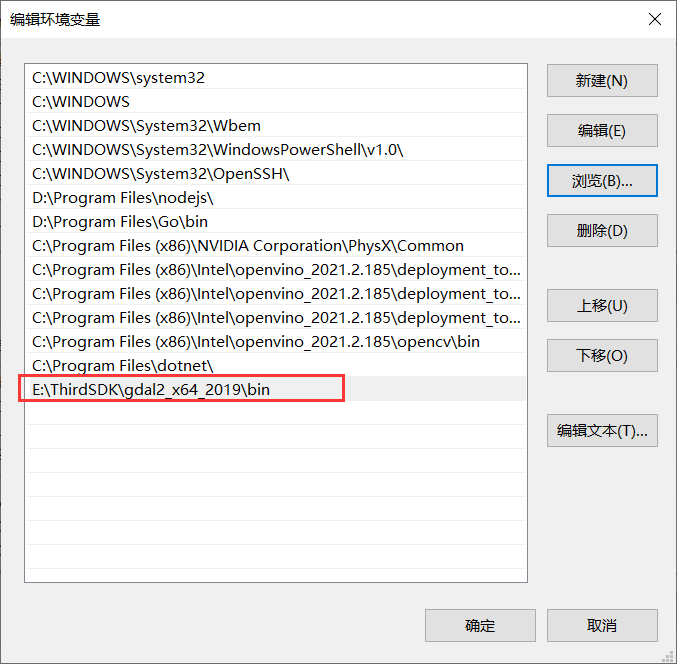 编辑环境变量
C:\WINDOWS\system32
C:\WINDOWS
C:\WINDOWS\System32\Wbem
C:\WINDOWS\System32\WindowsPowerShell\v1.0\
C:\WINDOWS\System32\OpenSSH\
D:\Program Files\nodejs\
D:\Program Files\Go\bin
C:\Program Files (x86)\NVIDIA Corporation\PhysX\Common
C:\Program Files (x86)\Intel\openvino_2021.2.185\deployment_to...
C:\Program Files (x86)\Intel\openvino_2021.2.185\deployment_to...
C:\Program Files (x86)\Intel\openvino_2021.2.185\deployment_to...
C:\Program Files (x86)\Intel\openvino_2021.2.185\opencv\bin
C:\Program Files\dotnet\
E:\ThirdSDK\gdal2_x64_2019\bin
新建(N)
编辑(E)
浏览(B)...
删除(D)
上移(U)
下移(O)
编辑文本(T)...
确定
取消